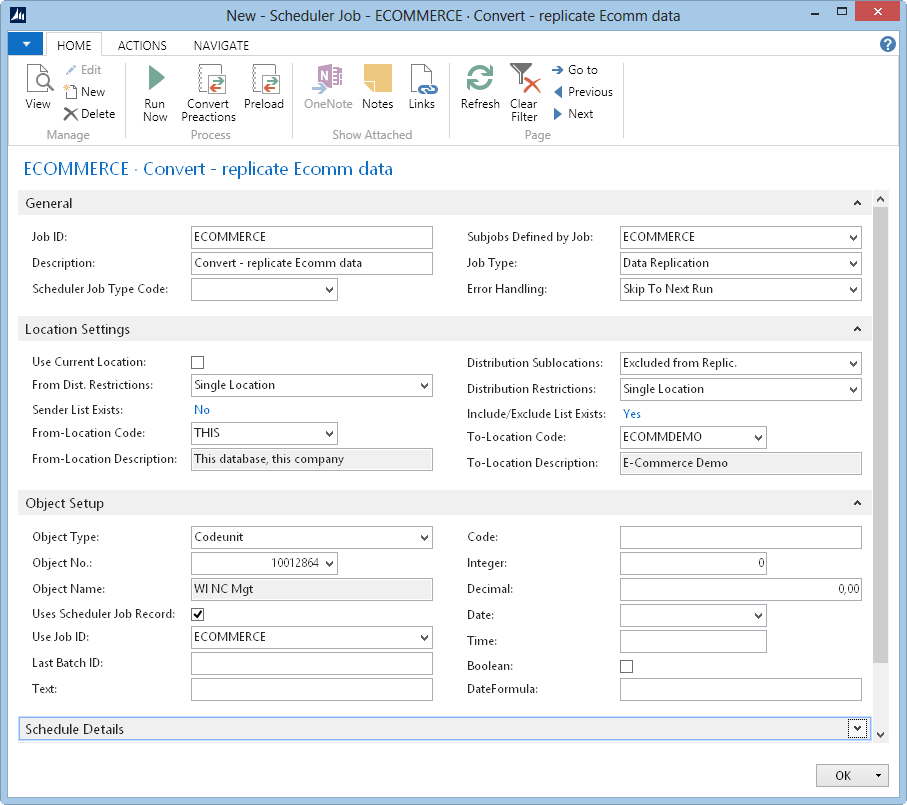 New - Scheduler Job - ECOMMERCE · Convert - replicate Ecomm data
HOME ACTIONS NAVIGATE
View
Edit
New
Delete
Manage
Run Now
Convert Preactions
Preload
Process
OneNote
Notes
Links
Show Attached
Refresh
Clear Filter
Go to
Previous
Next
Page
ECOMMERCE · Convert - replicate Ecomm data
General
Job ID: ECOMMERCE
Description: Convert - replicate Ecomm data
Scheduler Job Type Code:
Subjobs Defined by Job: ECOMMERCE
Job Type: Data Replication
Error Handling: Skip To Next Run
Location Settings
Use Current Location:
From Dist. Restrictions: Single Location
Sender List Exists: No
From-Location Code: THIS
From-Location Description: This database, this company
Distribution Sublocations: Excluded from Replic.
Distribution Restrictions: Single Location
Include/Exclude List Exists: Yes
To-Location Code: ECOMMDEMO
To-Location Description: E-Commerce Demo
Object Setup
Object Type: Codeunit
Object No.: 10012864
Object Name: WI NC Mgt
Uses Scheduler Job Record:
Use Job ID: ECOMMERCE
Last Batch ID:
Text:
Code:
Integer: 0
Decimal: 0,00
Date:
Time:
Boolean:
DateFormula:
Schedule Details
OK